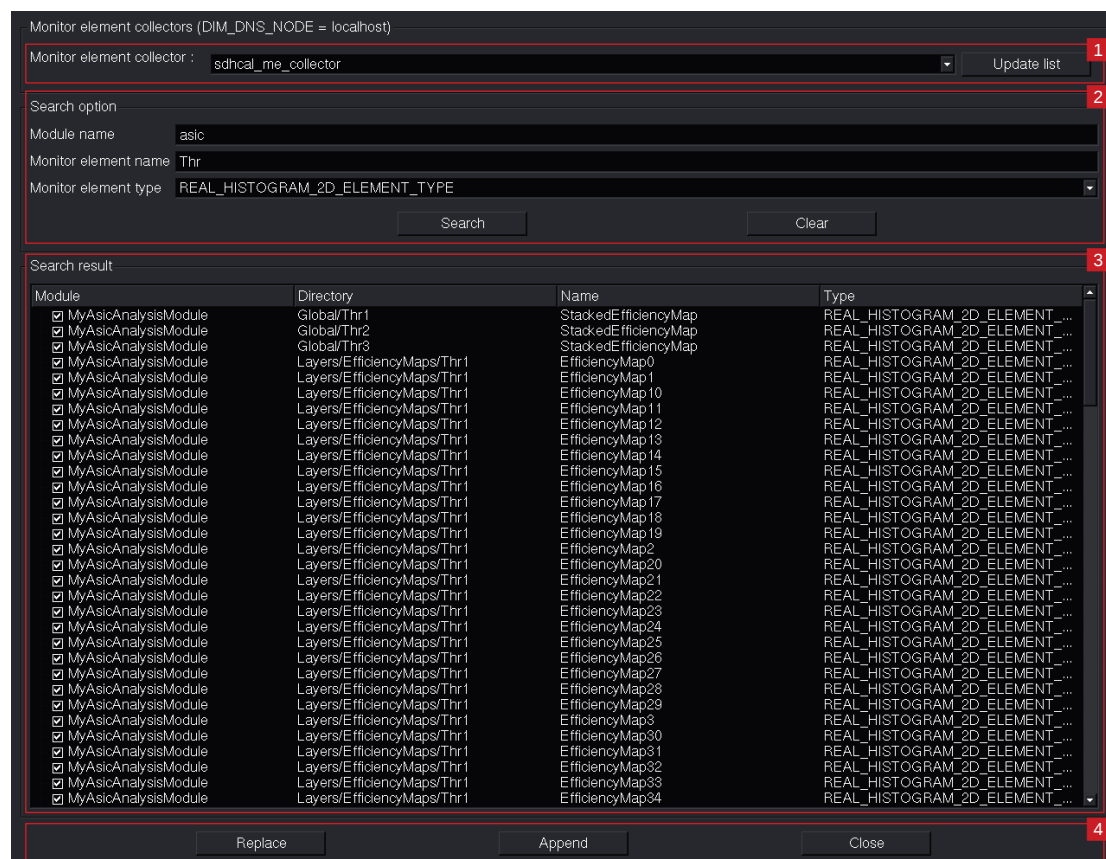 Monitor element collectors (DIM_DNS_NODE = localhost)
1
Monitor element collector : sdhcal_me_collector Update list
2
Search option
Module name asic
Monitor element name Thr
Monitor element type REAL_HISTOGRAM_2D_ELEMENT_TYPE
Search Clear
3
Search result
Module Directory Name Type
MyAsicAnalysisModule Global/Thr1 StackedEfficiencyMap REAL_HISTOGRAM_2D_ELEMENT_...
MyAsicAnalysisModule Global/Thr2 StackedEfficiencyMap REAL_HISTOGRAM_2D_ELEMENT_...
MyAsicAnalysisModule Global/Thr3 StackedEfficiencyMap REAL_HISTOGRAM_2D_ELEMENT_...
MyAsicAnalysisModule Layers/EfficiencyMaps/Thr1 EfficiencyMap0 REAL_HISTOGRAM_2D_ELEMENT_...
MyAsicAnalysisModule Layers/EfficiencyMaps/Thr1 EfficiencyMap1 REAL_HISTOGRAM_2D_ELEMENT_...
MyAsicAnalysisModule Layers/EfficiencyMaps/Thr1 EfficiencyMap10 REAL_HISTOGRAM_2D_ELEMENT_...
MyAsicAnalysisModule Layers/EfficiencyMaps/Thr1 EfficiencyMap11 REAL_HISTOGRAM_2D_ELEMENT_...
MyAsicAnalysisModule Layers/EfficiencyMaps/Thr1 EfficiencyMap12 REAL_HISTOGRAM_2D_ELEMENT_...
MyAsicAnalysisModule Layers/EfficiencyMaps/Thr1 EfficiencyMap13 REAL_HISTOGRAM_2D_ELEMENT_...
MyAsicAnalysisModule Layers/EfficiencyMaps/Thr1 EfficiencyMap14 REAL_HISTOGRAM_2D_ELEMENT_...
MyAsicAnalysisModule Layers/EfficiencyMaps/Thr1 EfficiencyMap15 REAL_HISTOGRAM_2D_ELEMENT_...
MyAsicAnalysisModule Layers/EfficiencyMaps/Thr1 EfficiencyMap16 REAL_HISTOGRAM_2D_ELEMENT_...
MyAsicAnalysisModule Layers/EfficiencyMaps/Thr1 EfficiencyMap17 REAL_HISTOGRAM_2D_ELEMENT_...
MyAsicAnalysisModule Layers/EfficiencyMaps/Thr1 EfficiencyMap18 REAL_HISTOGRAM_2D_ELEMENT_...
MyAsicAnalysisModule Layers/EfficiencyMaps/Thr1 EfficiencyMap19 REAL_HISTOGRAM_2D_ELEMENT_...
MyAsicAnalysisModule Layers/EfficiencyMaps/Thr1 EfficiencyMap2 REAL_HISTOGRAM_2D_ELEMENT_...
MyAsicAnalysisModule Layers/EfficiencyMaps/Thr1 EfficiencyMap20 REAL_HISTOGRAM_2D_ELEMENT_...
MyAsicAnalysisModule Layers/EfficiencyMaps/Thr1 EfficiencyMap21 REAL_HISTOGRAM_2D_ELEMENT_...
MyAsicAnalysisModule Layers/EfficiencyMaps/Thr1 EfficiencyMap22 REAL_HISTOGRAM_2D_ELEMENT_...
MyAsicAnalysisModule Layers/EfficiencyMaps/Thr1 EfficiencyMap23 REAL_HISTOGRAM_2D_ELEMENT_...
MyAsicAnalysisModule Layers/EfficiencyMaps/Thr1 EfficiencyMap24 REAL_HISTOGRAM_2D_ELEMENT_...
MyAsicAnalysisModule Layers/EfficiencyMaps/Thr1 EfficiencyMap25 REAL_HISTOGRAM_2D_ELEMENT_...
MyAsicAnalysisModule Layers/EfficiencyMaps/Thr1 EfficiencyMap26 REAL_HISTOGRAM_2D_ELEMENT_...
MyAsicAnalysisModule Layers/EfficiencyMaps/Thr1 EfficiencyMap27 REAL_HISTOGRAM_2D_ELEMENT_...
MyAsicAnalysisModule Layers/EfficiencyMaps/Thr1 EfficiencyMap28 REAL_HISTOGRAM_2D_ELEMENT_...
MyAsicAnalysisModule Layers/EfficiencyMaps/Thr1 EfficiencyMap29 REAL_HISTOGRAM_2D_ELEMENT_...
MyAsicAnalysisModule Layers/EfficiencyMaps/Thr1 EfficiencyMap3 REAL_HISTOGRAM_2D_ELEMENT_...
MyAsicAnalysisModule Layers/EfficiencyMaps/Thr1 EfficiencyMap30 REAL_HISTOGRAM_2D_ELEMENT_...
MyAsicAnalysisModule Layers/EfficiencyMaps/Thr1 EfficiencyMap31 REAL_HISTOGRAM_2D_ELEMENT_...
MyAsicAnalysisModule Layers/EfficiencyMaps/Thr1 EfficiencyMap32 REAL_HISTOGRAM_2D_ELEMENT_...
MyAsicAnalysisModule Layers/EfficiencyMaps/Thr1 EfficiencyMap33 REAL_HISTOGRAM_2D_ELEMENT_...
MyAsicAnalysisModule Layers/EfficiencyMaps/Thr1 EfficiencyMap34 REAL_HISTOGRAM_2D_ELEMENT_...
4
Replace Append Close